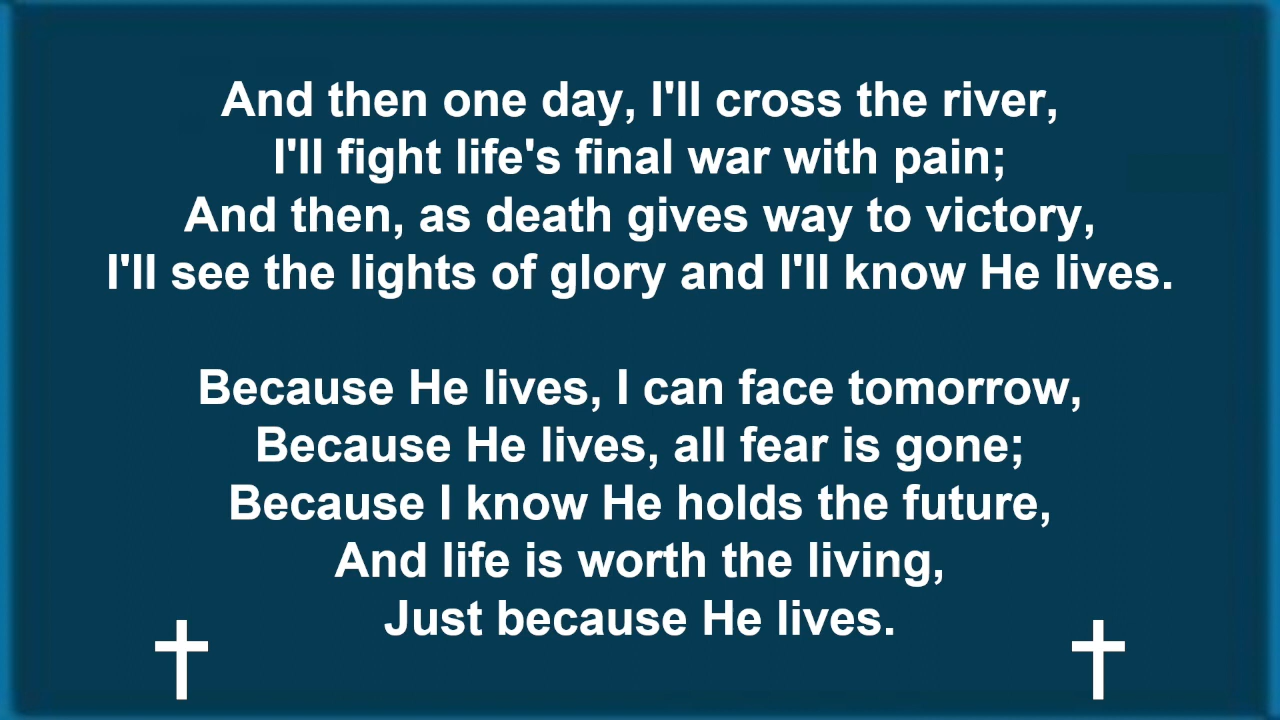 And then one day, I'll cross the river,
I'll fight life's final war with pain;
And then, as death gives way to victory,
I'll see the lights of glory and I'll know He lives.
Because He lives, I can face tomorrow,
Because He lives, all fear is gone;
Because I know He holds the future,
And life is worth the living,
Just because He lives.